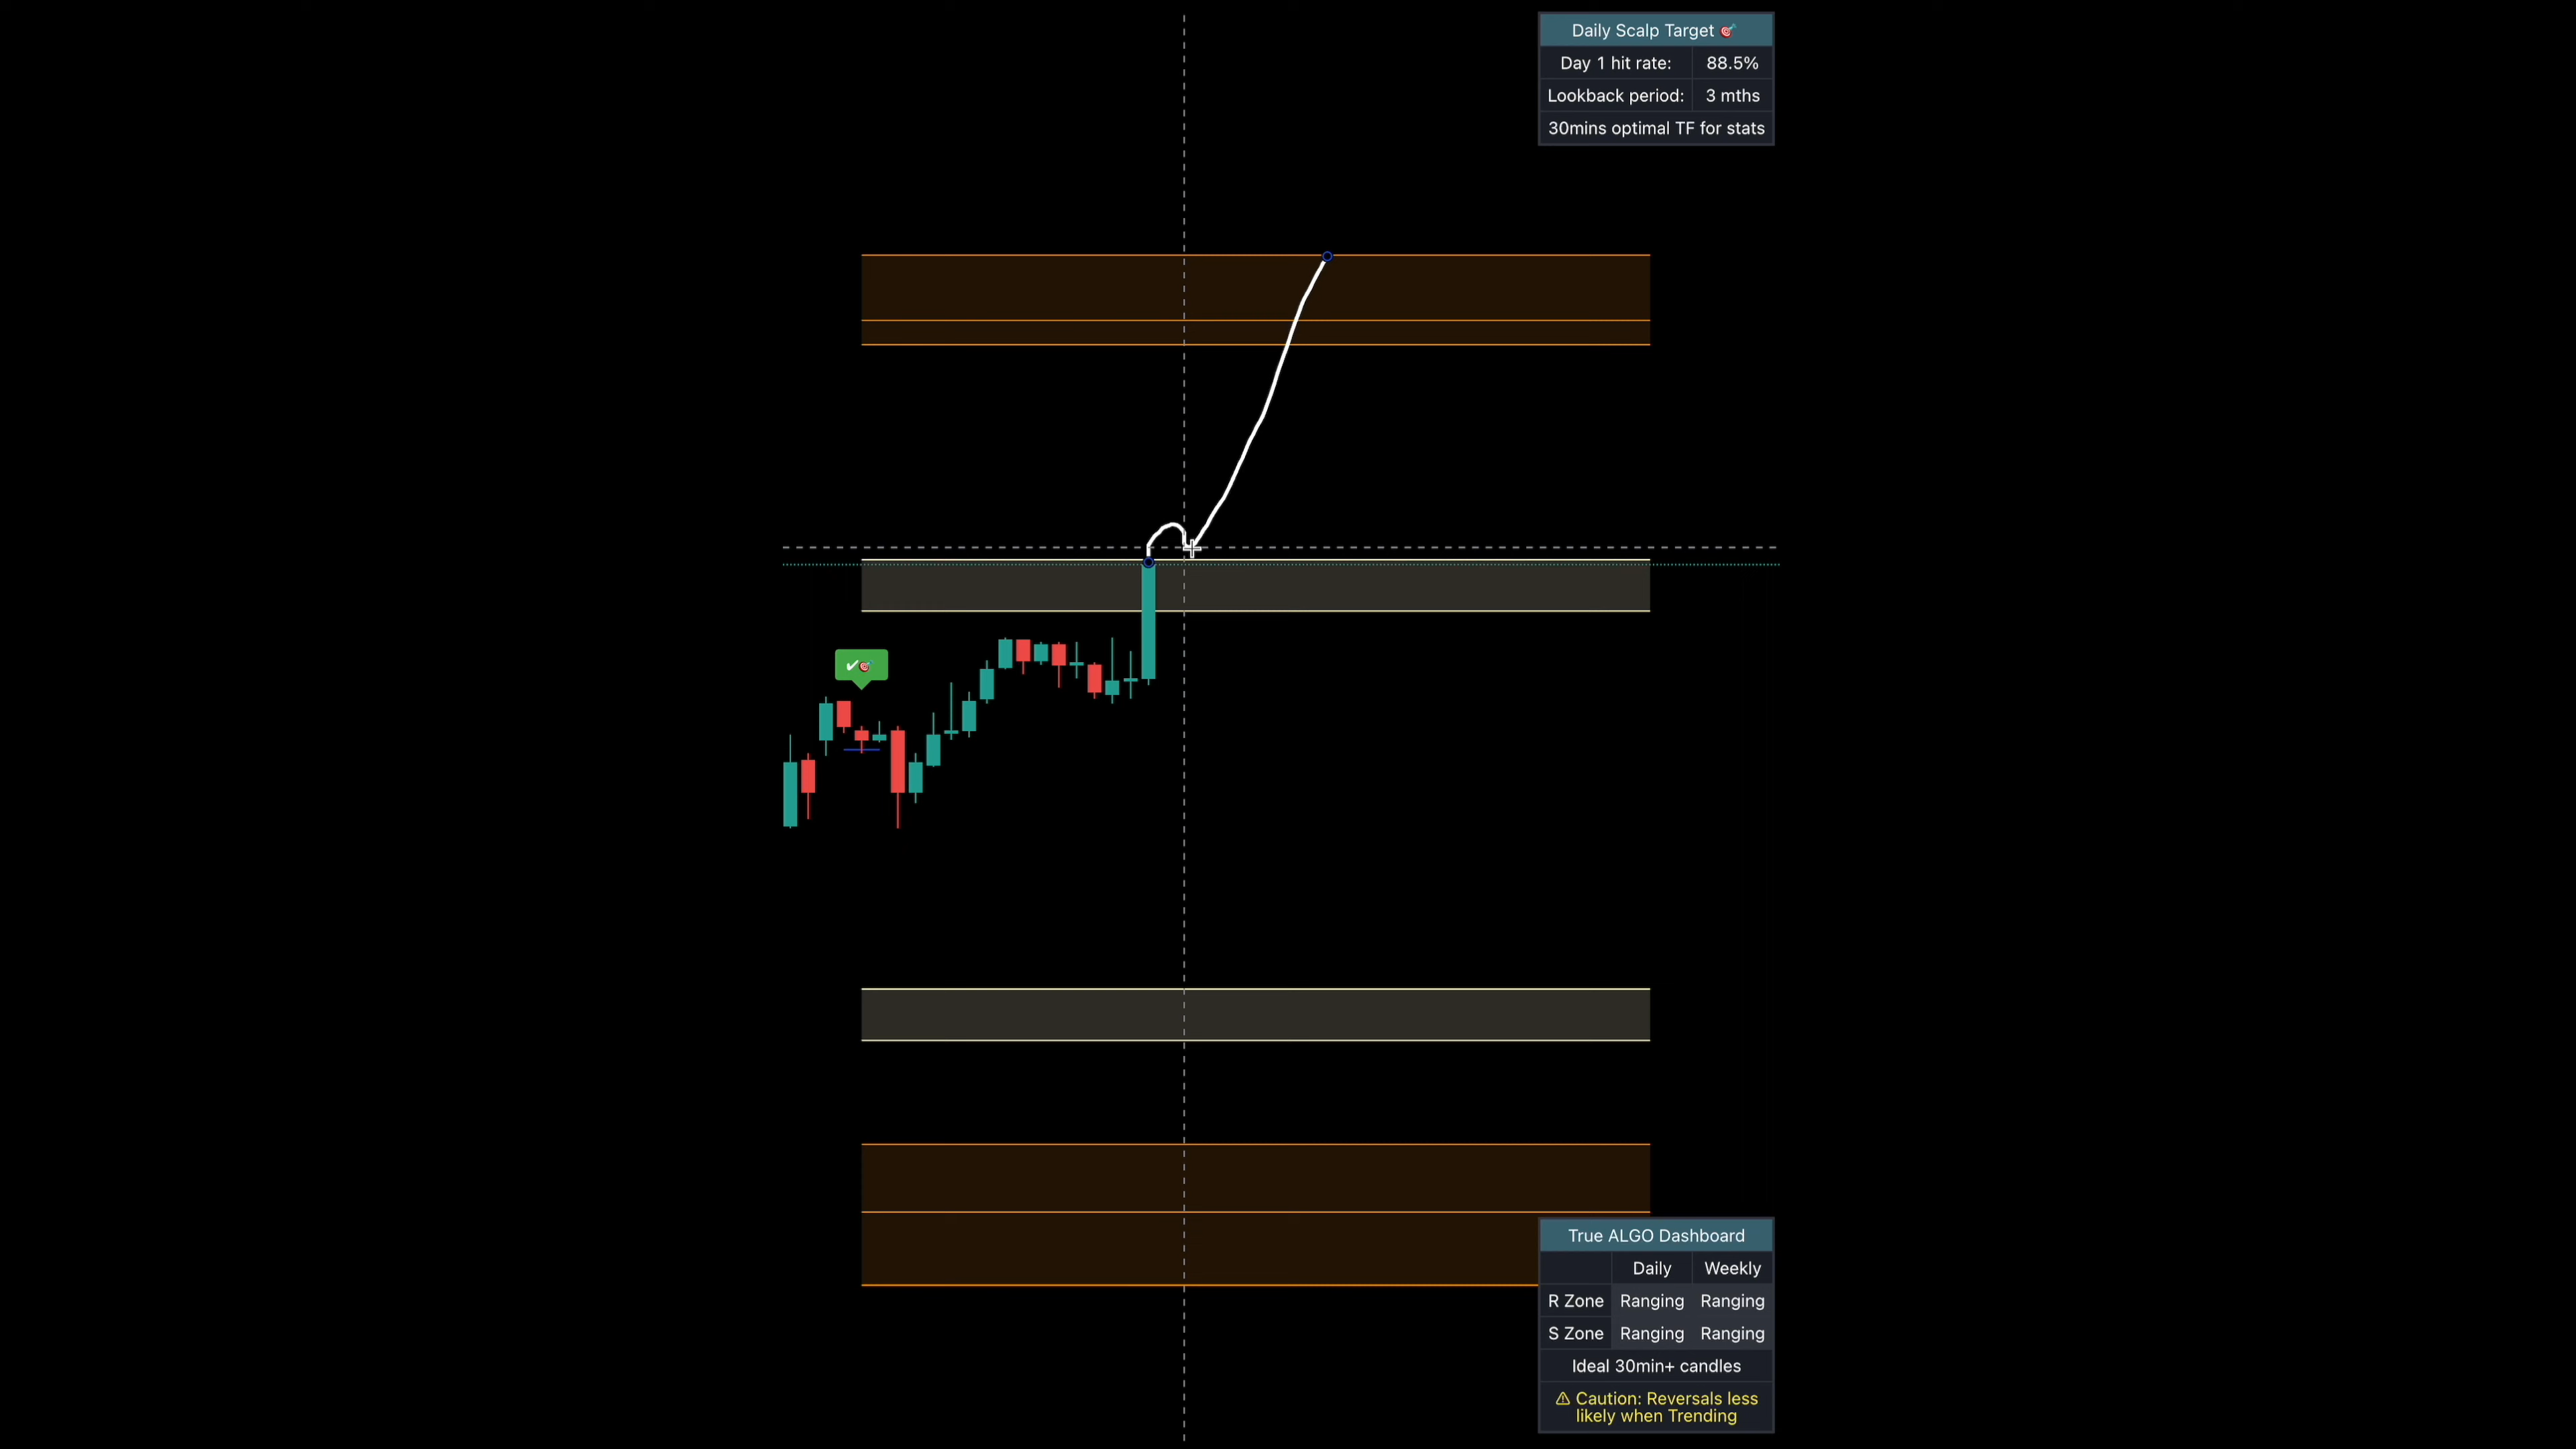 Daily Scalp Target 🎯
Day 1 hit rate: 88.5%
Lookback period: 3 mths
30mins optimal TF for stats
✔🎯
True ALGO Dashboard
Daily Weekly
R Zone Ranging Ranging
S Zone Ranging Ranging
Ideal 30min+ candles
⚠ Caution: Reversals less
likely when Trending